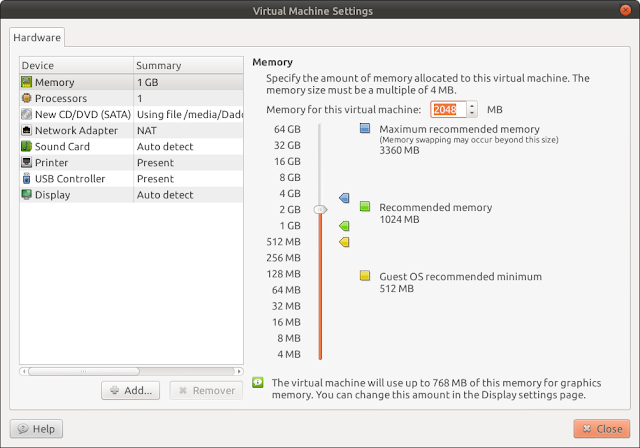 Virtual Machine Settings
Hardware
Device Summary
Memory 1 GB
Processors 1
New CD/DVD (SATA) Using file /media/Dado
Network Adapter NAT
Sound Card Auto detect
Printer Present
USB Controller Present
Display Auto detect
Add...
Remover
Memory
Specify the amount of memory allocated to this virtual machine. The
memory size must be a multiple of 4 MB.
Memory for this virtual machine: 2048 MB
64 GB
32 GB
16 GB
8 GB
4 GB
2 GB
1 GB
512 MB
256 MB
128 MB
64 MB
32 MB
16 MB
8 MB
4 MB
Maximum recommended memory
(Memory swapping may occur beyond this size)
3360 MB
Recommended memory
1024 MB
Guest OS recommended minimum
512 MB
The virtual machine will use up to 768 MB of this memory for graphics
memory. You can change this amount in the Display settings page.
Help
Close